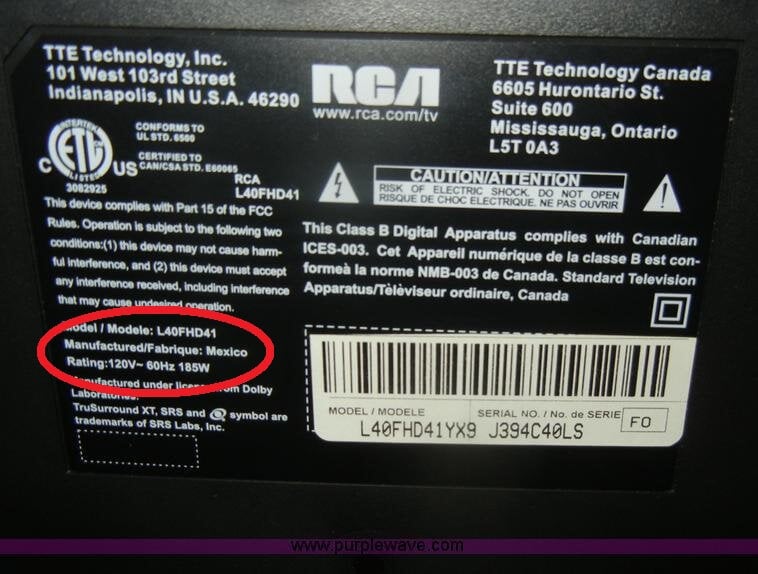 TTE Technology, Inc.
101 West 103rd Street
Indianapolis, IN U.S.A. 46290
RCA
www.rca.com/tv
TTE Technology Canada
6605 Hurontario St.
Suite 600
Mississauga, Ontario
L5T 0A3
INTERTEK
C ETL US
LISTED
3082925
CONFORMS TO
UL STD. 6500
CERTIFIED TO
CAN/CSA STD. E60065
RCA
L40FHD41
CAUTION/ATTENTION
RISK OF ELECTRIC SHOCK. DO NOT OPEN
RISQUE DE CHOC ELECTRIQUE. NE PAS OUVRIR
This device complies with Part 15 of the FCC
Rules. Operation is subject to the following two
conditions:(1) this device may not cause harm-
ful interference, and (2) this device must accept
any interference received, including interference
that may cause undesired operation.
This Class B Digital Apparatus complies with Canadian
ICES-003. Cet Appareil numérique de la classe B est con-
formeà la norme NMB-003 de Canada. Standard Television
Apparatus/Tèlèviseur ordinaire, Canada
Model / Modele: L40FHD41
Manufactured/Fabrique: Mexico
Rating:120V~ 60Hz 185W
Manufactured under license from Dolby
Laboratories.
TruSurround XT, SRS and symbol are
trademarks of SRS Labs, Inc.
MODEL / MODELE
L40FHD41YX9
SERIAL NO. / No. de SERIE
J394C40LS
FO
www.purplewave.com